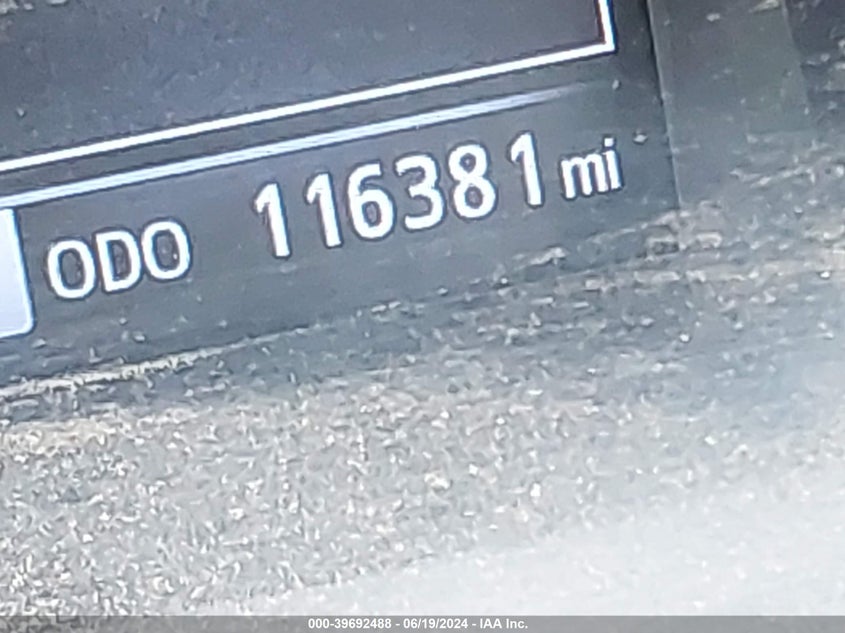 ODO 116381 mi
000-39692488 - 06/19/2024 - IAA Inc.